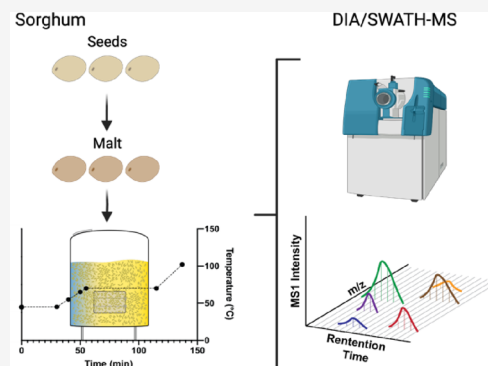 Sorghum
Seeds
Malt
150
100
50
0
Temperature (°C)
0
50
100
150
Time (min)
DIA/SWATH-MS
MS1 Intensity
m/z
Rentention
Time